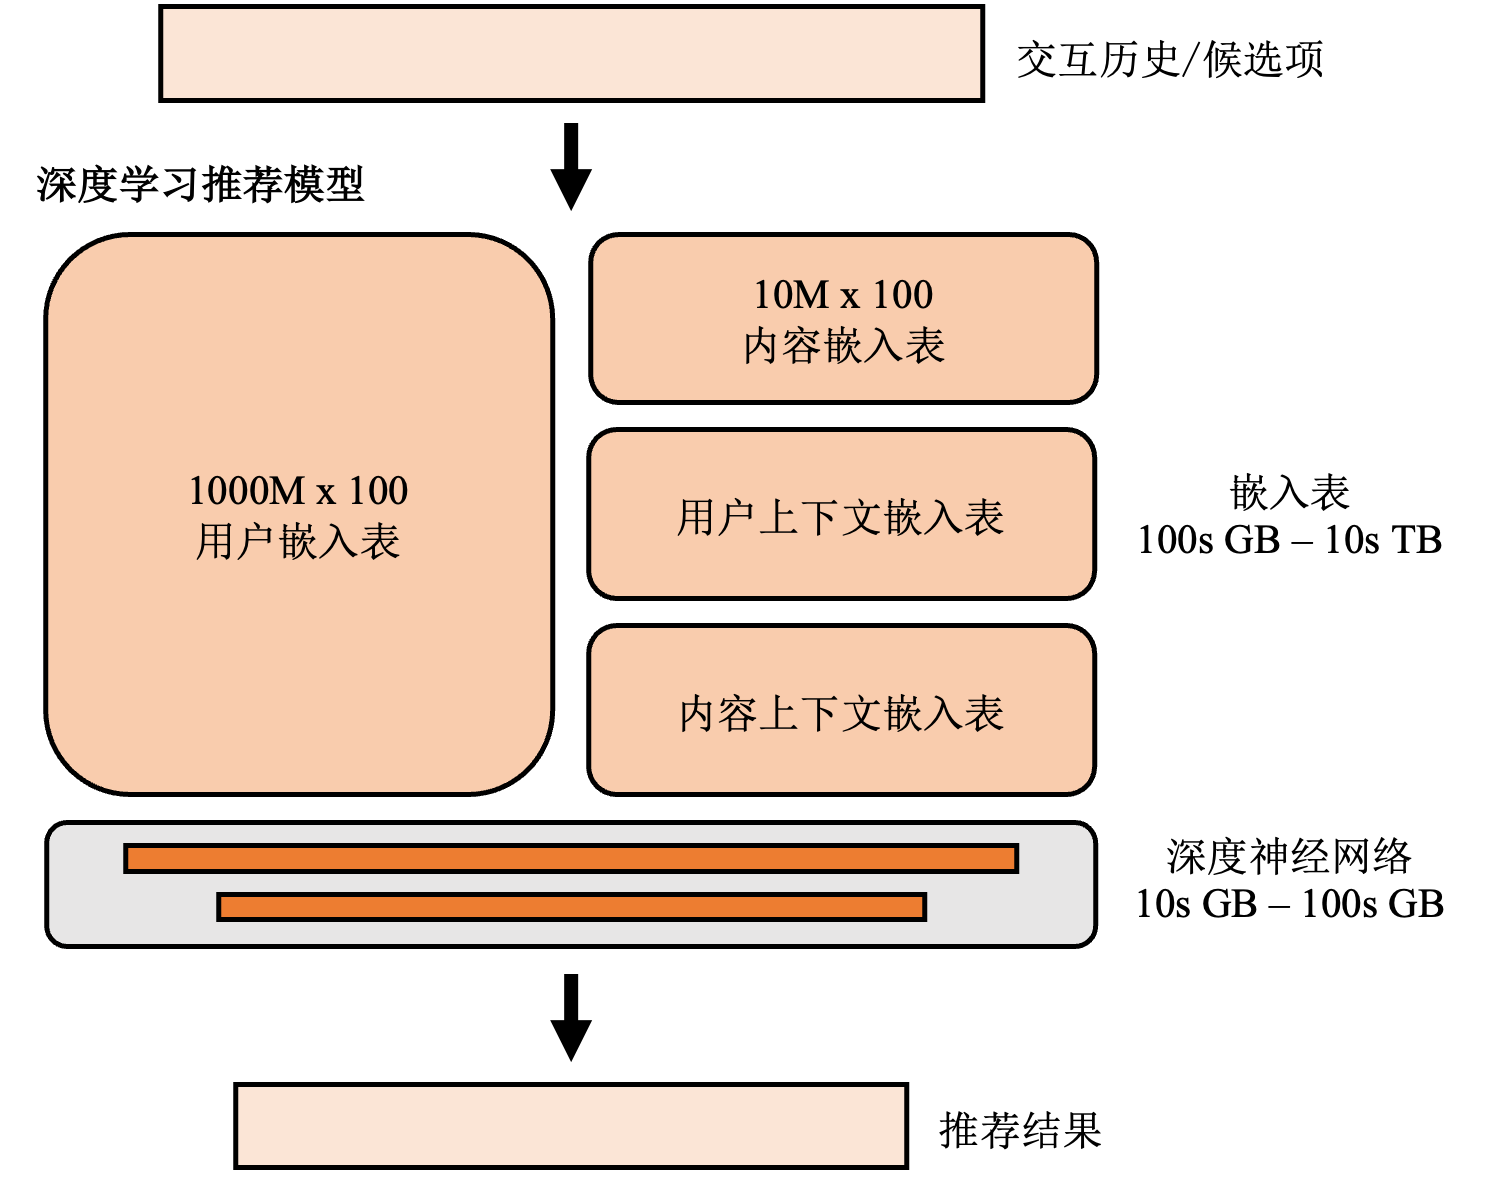 交互历史/候选项
深度学习推荐模型
10M x 100
内容嵌入表
1000M x 100
用户嵌入表
用户上下文嵌入表
嵌入表
100s GB – 10s TB
内容上下文嵌入表
深度神经网络
10s GB – 100s GB
推荐结果